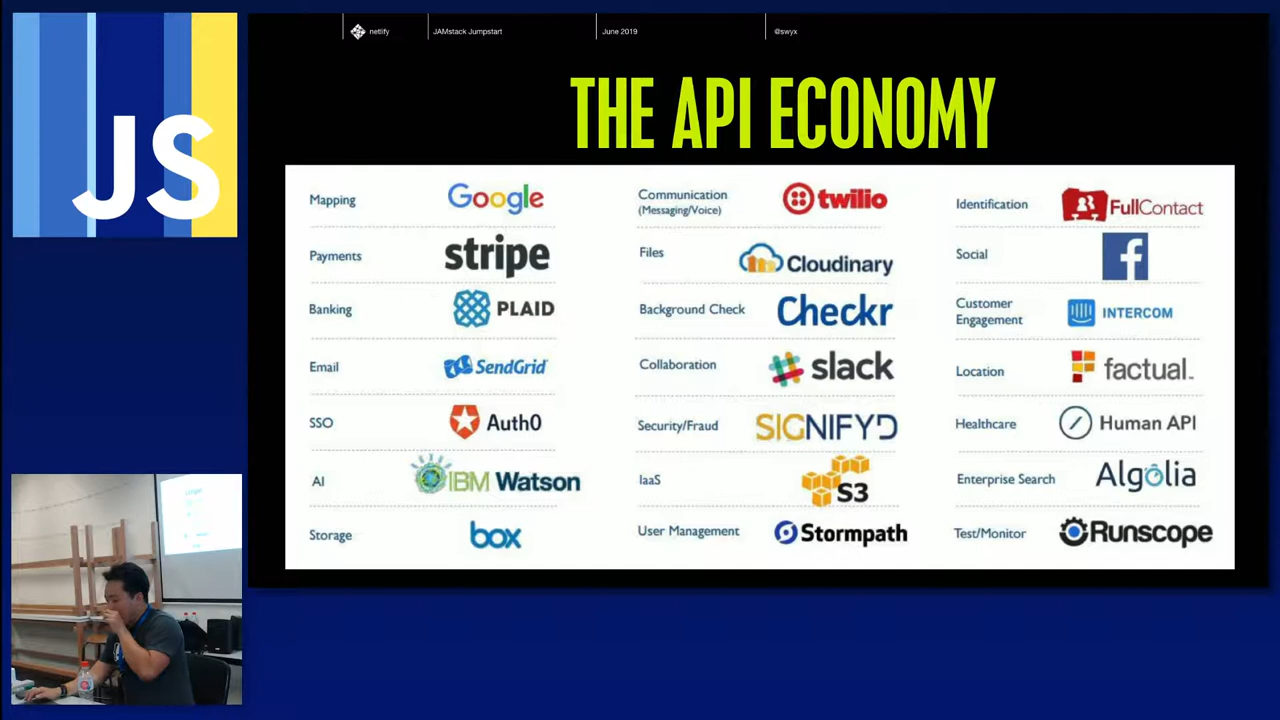 netlify
JAMstack Jumpstart
June 2019
@swyx
JS
THE API ECONOMY
Mapping
Google
Payments
stripe
Banking
PLAID
Email
SendGrid
SSO
Auth0
AI
IBM Watson
Storage
box
Communication
(Messaging/Voice)
twilio
Files
Cloudinary
Background Check
Checkr
Collaboration
slack
Security/Fraud
SIGNIFYD
IaaS
S3
User Management
Stormpath
Identification
FullContact
Social
f
Customer
Engagement
INTERCOM
Location
factual.
Healthcare
Human API
Enterprise Search
Algolia
Test/Monitor
Runscope